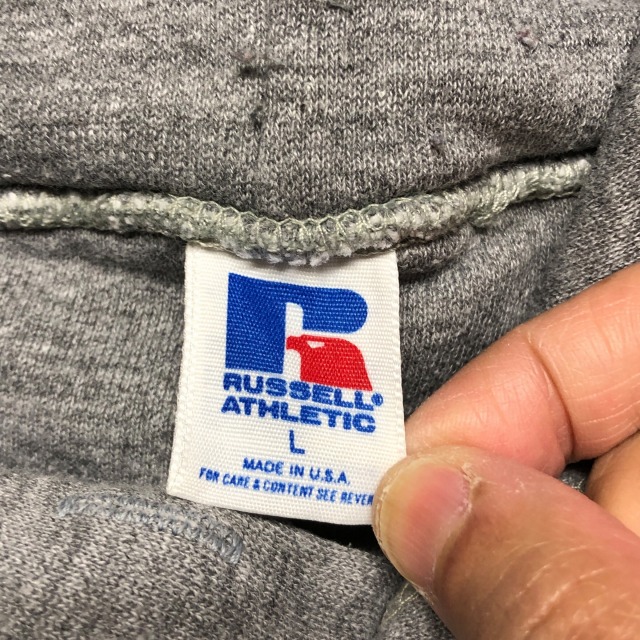 RUSSELL®
ATHLETIC
L
MADE IN U.S.A.
FOR CARE & CONTENT SEE REVER